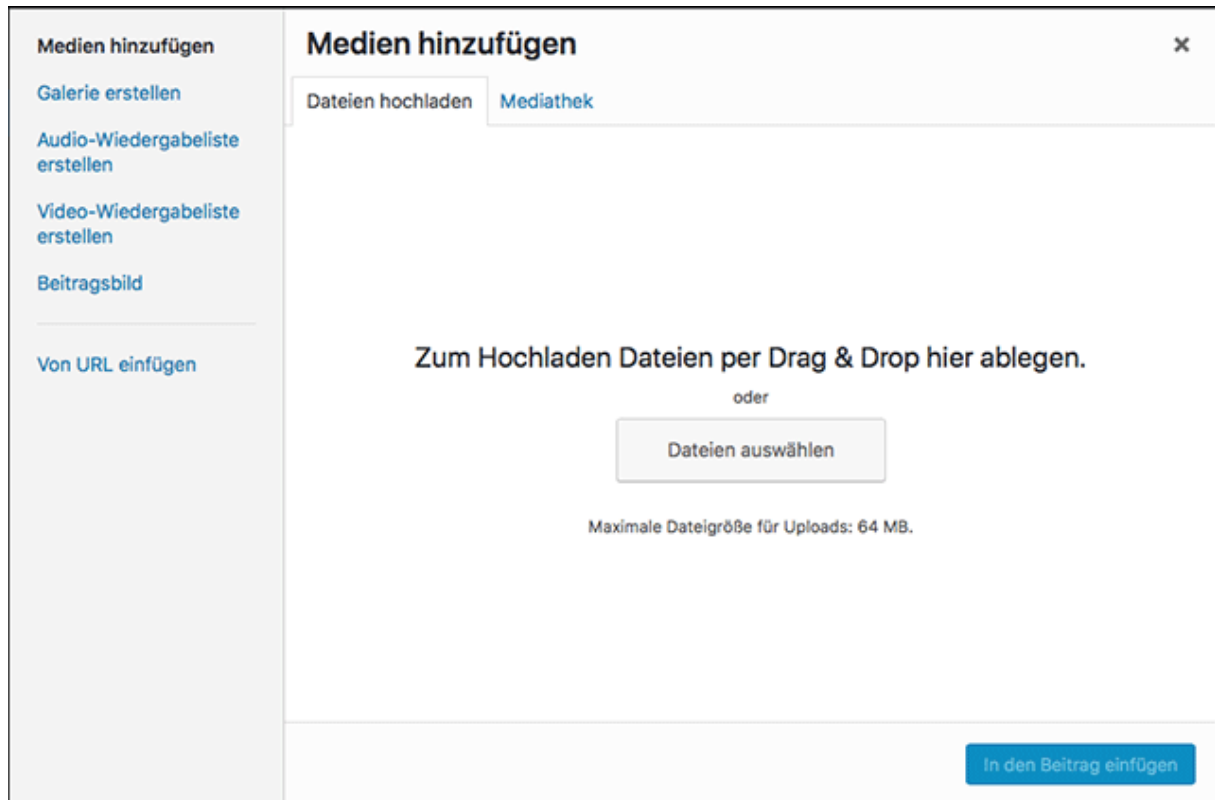 Medien hinzufügen
Galerie erstellen
Audio-Wiedergabeliste
erstellen
Video-Wiedergabeliste
erstellen
Beitragsbild
Von URL einfügen
Medien hinzufügen
×
Dateien hochladen Mediathek
Zum Hochladen Dateien per Drag & Drop hier ablegen.
oder
Dateien auswählen
Maximale Dateigröße für Uploads: 64 MB.
In den Beitrag einfügen